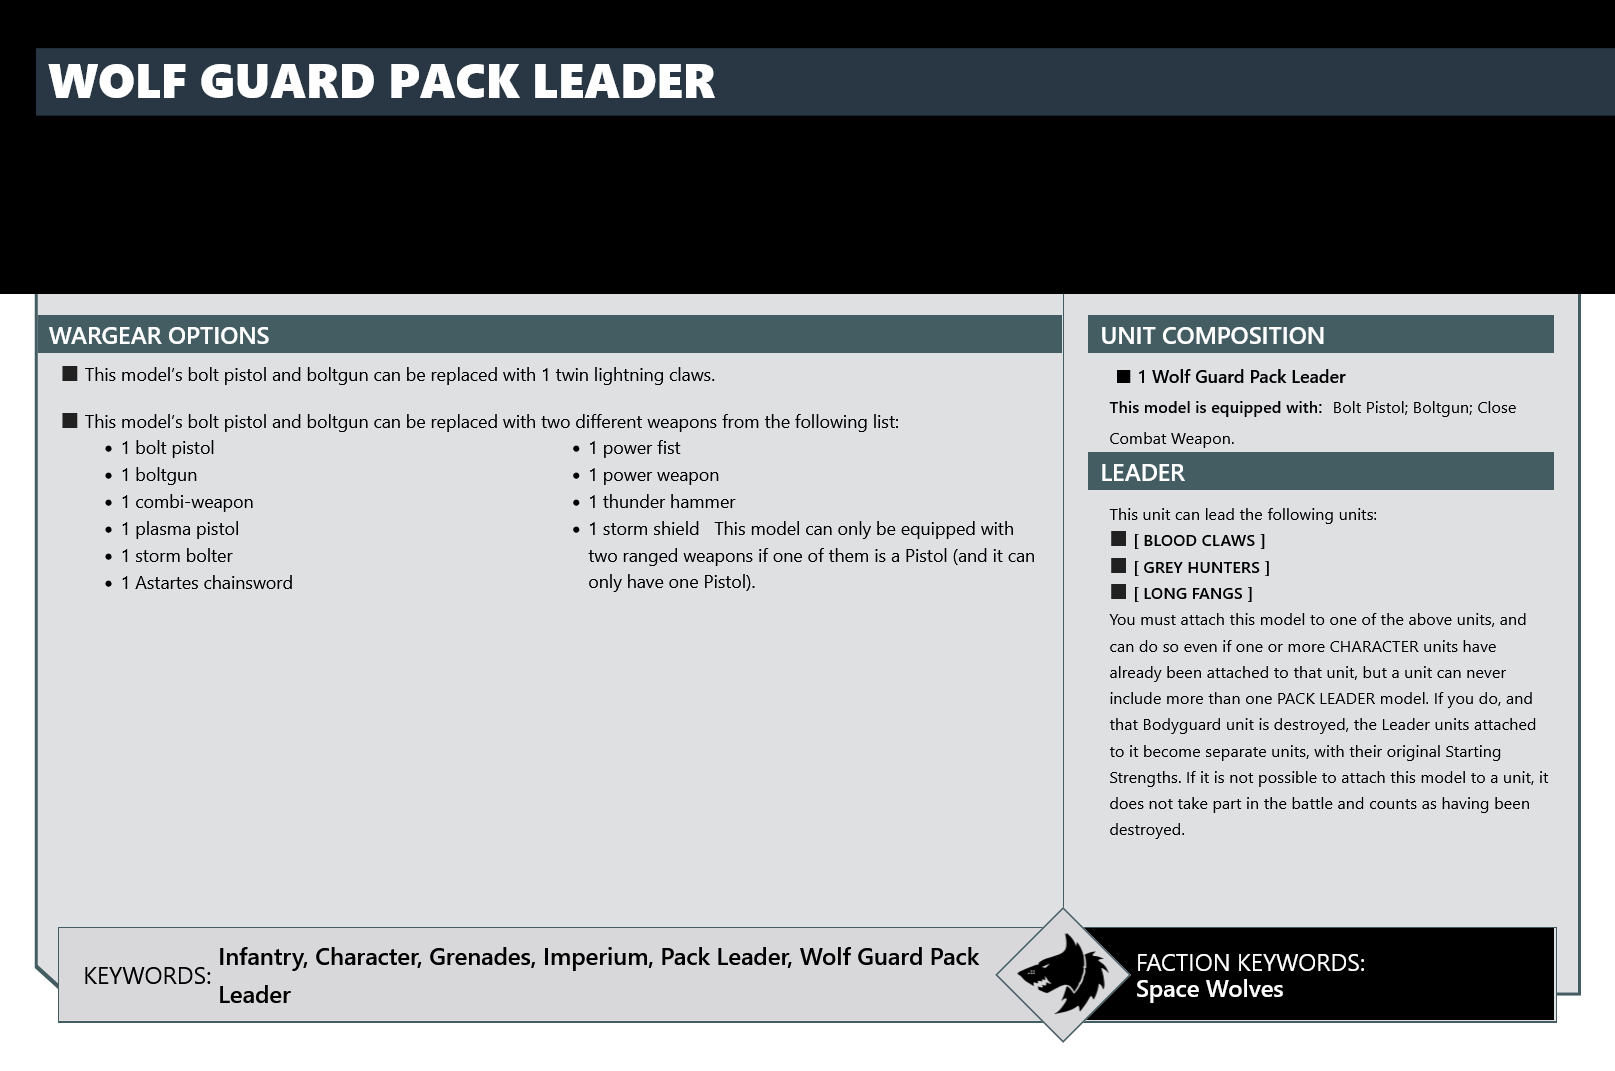 WOLF GUARD PACK LEADER
WARGEAR OPTIONS
This model’s bolt pistol and boltgun can be replaced with 1 twin lightning claws.
This model’s bolt pistol and boltgun can be replaced with two different weapons from the following list:
• 1 bolt pistol
• 1 boltgun
• 1 combi-weapon
• 1 plasma pistol
• 1 storm bolter
• 1 Astartes chainsword
• 1 power fist
• 1 power weapon
• 1 thunder hammer
• 1 storm shield This model can only be equipped with
two ranged weapons if one of them is a Pistol (and it can
only have one Pistol).
UNIT COMPOSITION
■ 1 Wolf Guard Pack Leader
This model is equipped with: Bolt Pistol; Boltgun; Close
Combat Weapon.
LEADER
This unit can lead the following units:
[ BLOOD CLAWS ]
[ GREY HUNTERS ]
[ LONG FANGS ]
You must attach this model to one of the above units, and
can do so even if one or more CHARACTER units have
already been attached to that unit, but a unit can never
include more than one PACK LEADER model. If you do, and
that Bodyguard unit is destroyed, the Leader units attached
to it become separate units, with their original Starting
Strengths. If it is not possible to attach this model to a unit, it
does not take part in the battle and counts as having been
destroyed.
KEYWORDS: Infantry, Character, Grenades, Imperium, Pack Leader, Wolf Guard Pack
Leader
FACTION KEYWORDS:
Space Wolves